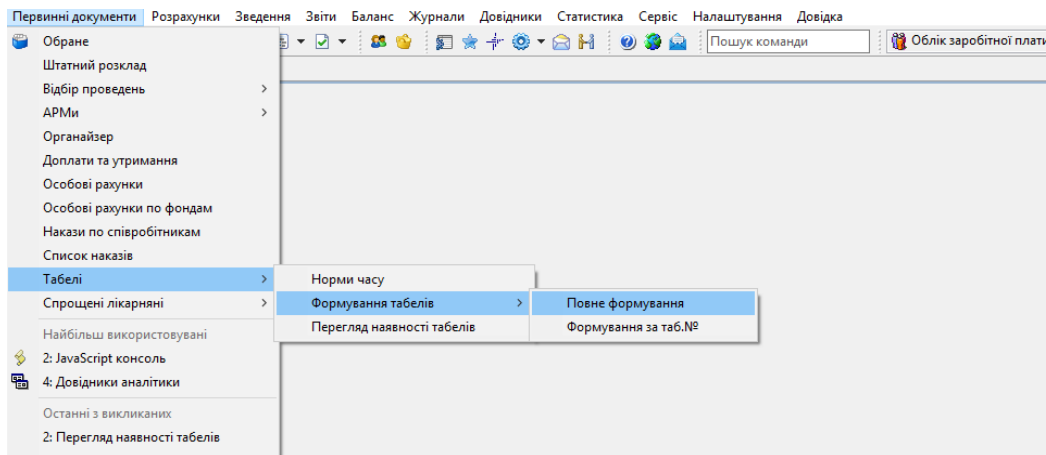 Первинні документи Розрахунки Зведення Звіти Баланс Журнали Довідники Статистика Сервіс Налаштування Довідка
Пошук команди Облік заробітної
Обране
Штатний розклад
Відбір проведень
АРМи
Органайзер
Доплати та утримання
Особові рахунки
Особові рахунки по фондам
Накази по співробітникам
Список наказів
Табелі
Норми часу
Спрощені лікарняні
Формування табелів
Повне формування
Перегляд наявності табелів
Формування за таб.№
Найбільш використовувані
2: JavaScript консоль
4: Довідники аналітики
Останні з викликаних
2: Перегляд наявності табелів